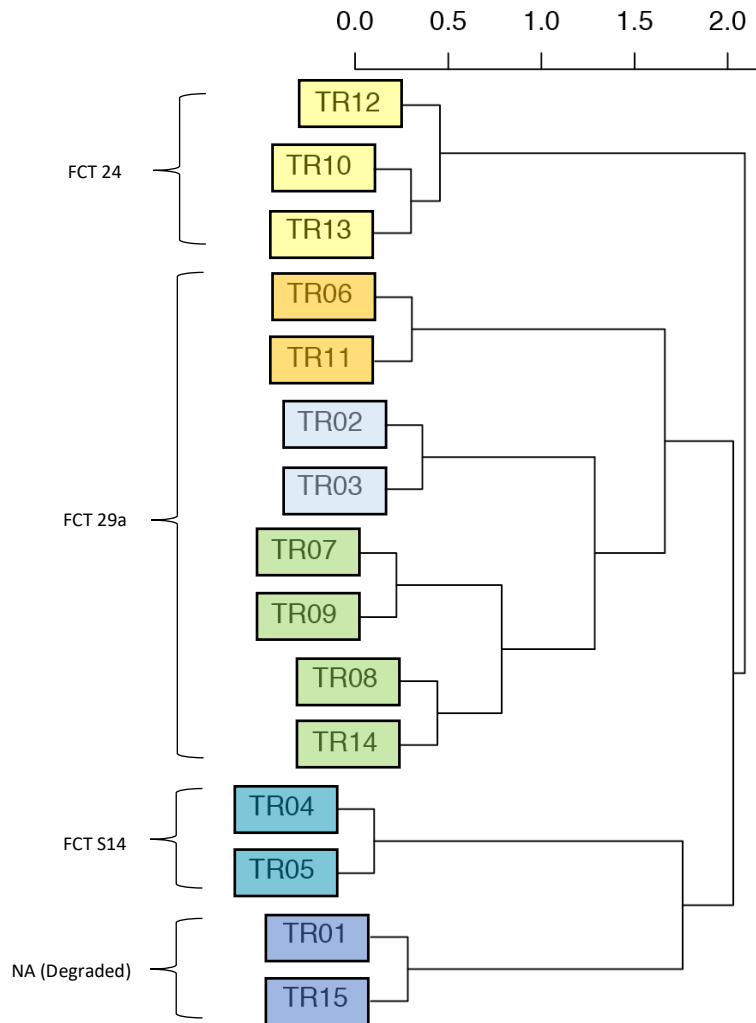 0.0 0.5 1.0 1.5 2.0
TR12
FCT 24
TR10
TR13
TR06
TR11
TR02
TR03
FCT 29a
TR07
TR09
TR08
TR14
TR04
FCT S14
TR05
TR01
NA (Degraded)
TR15